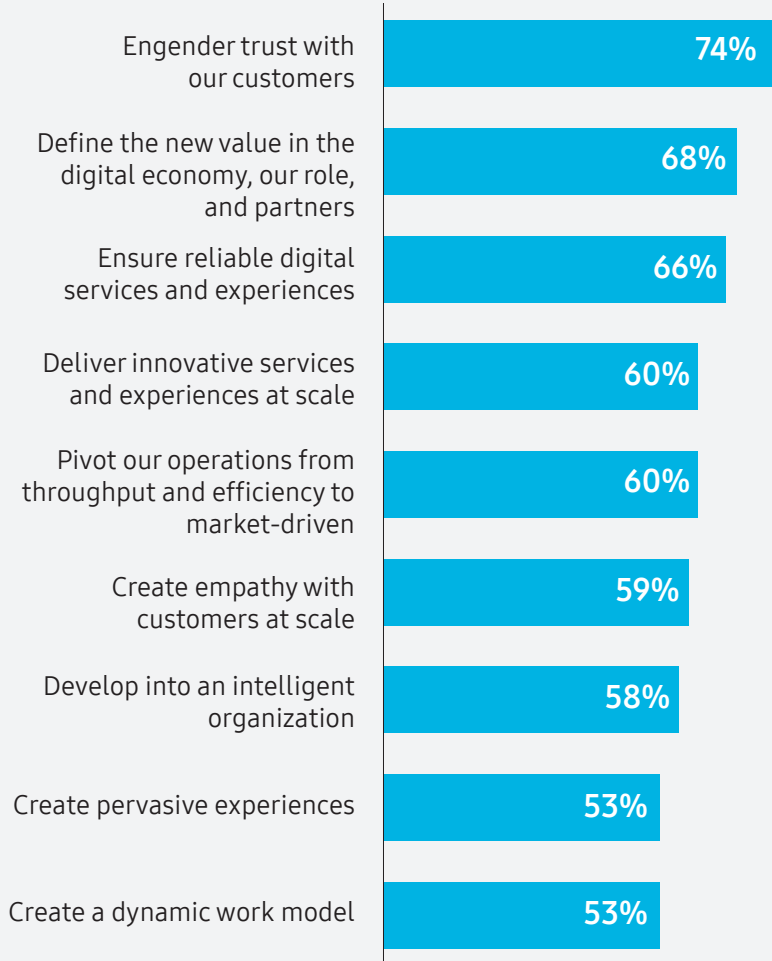 Engender trust with
our customers
74%
Define the new value in the
digital economy, our role,
and partners
68%
Ensure reliable digital
services and experiences
66%
Deliver innovative services
and experiences at scale
60%
Pivot our operations from
throughput and efficiency to
market-driven
60%
Create empathy with
customers at scale
59%
Develop into an intelligent
organization
58%
Create pervasive experiences
53%
Create a dynamic work model
53%